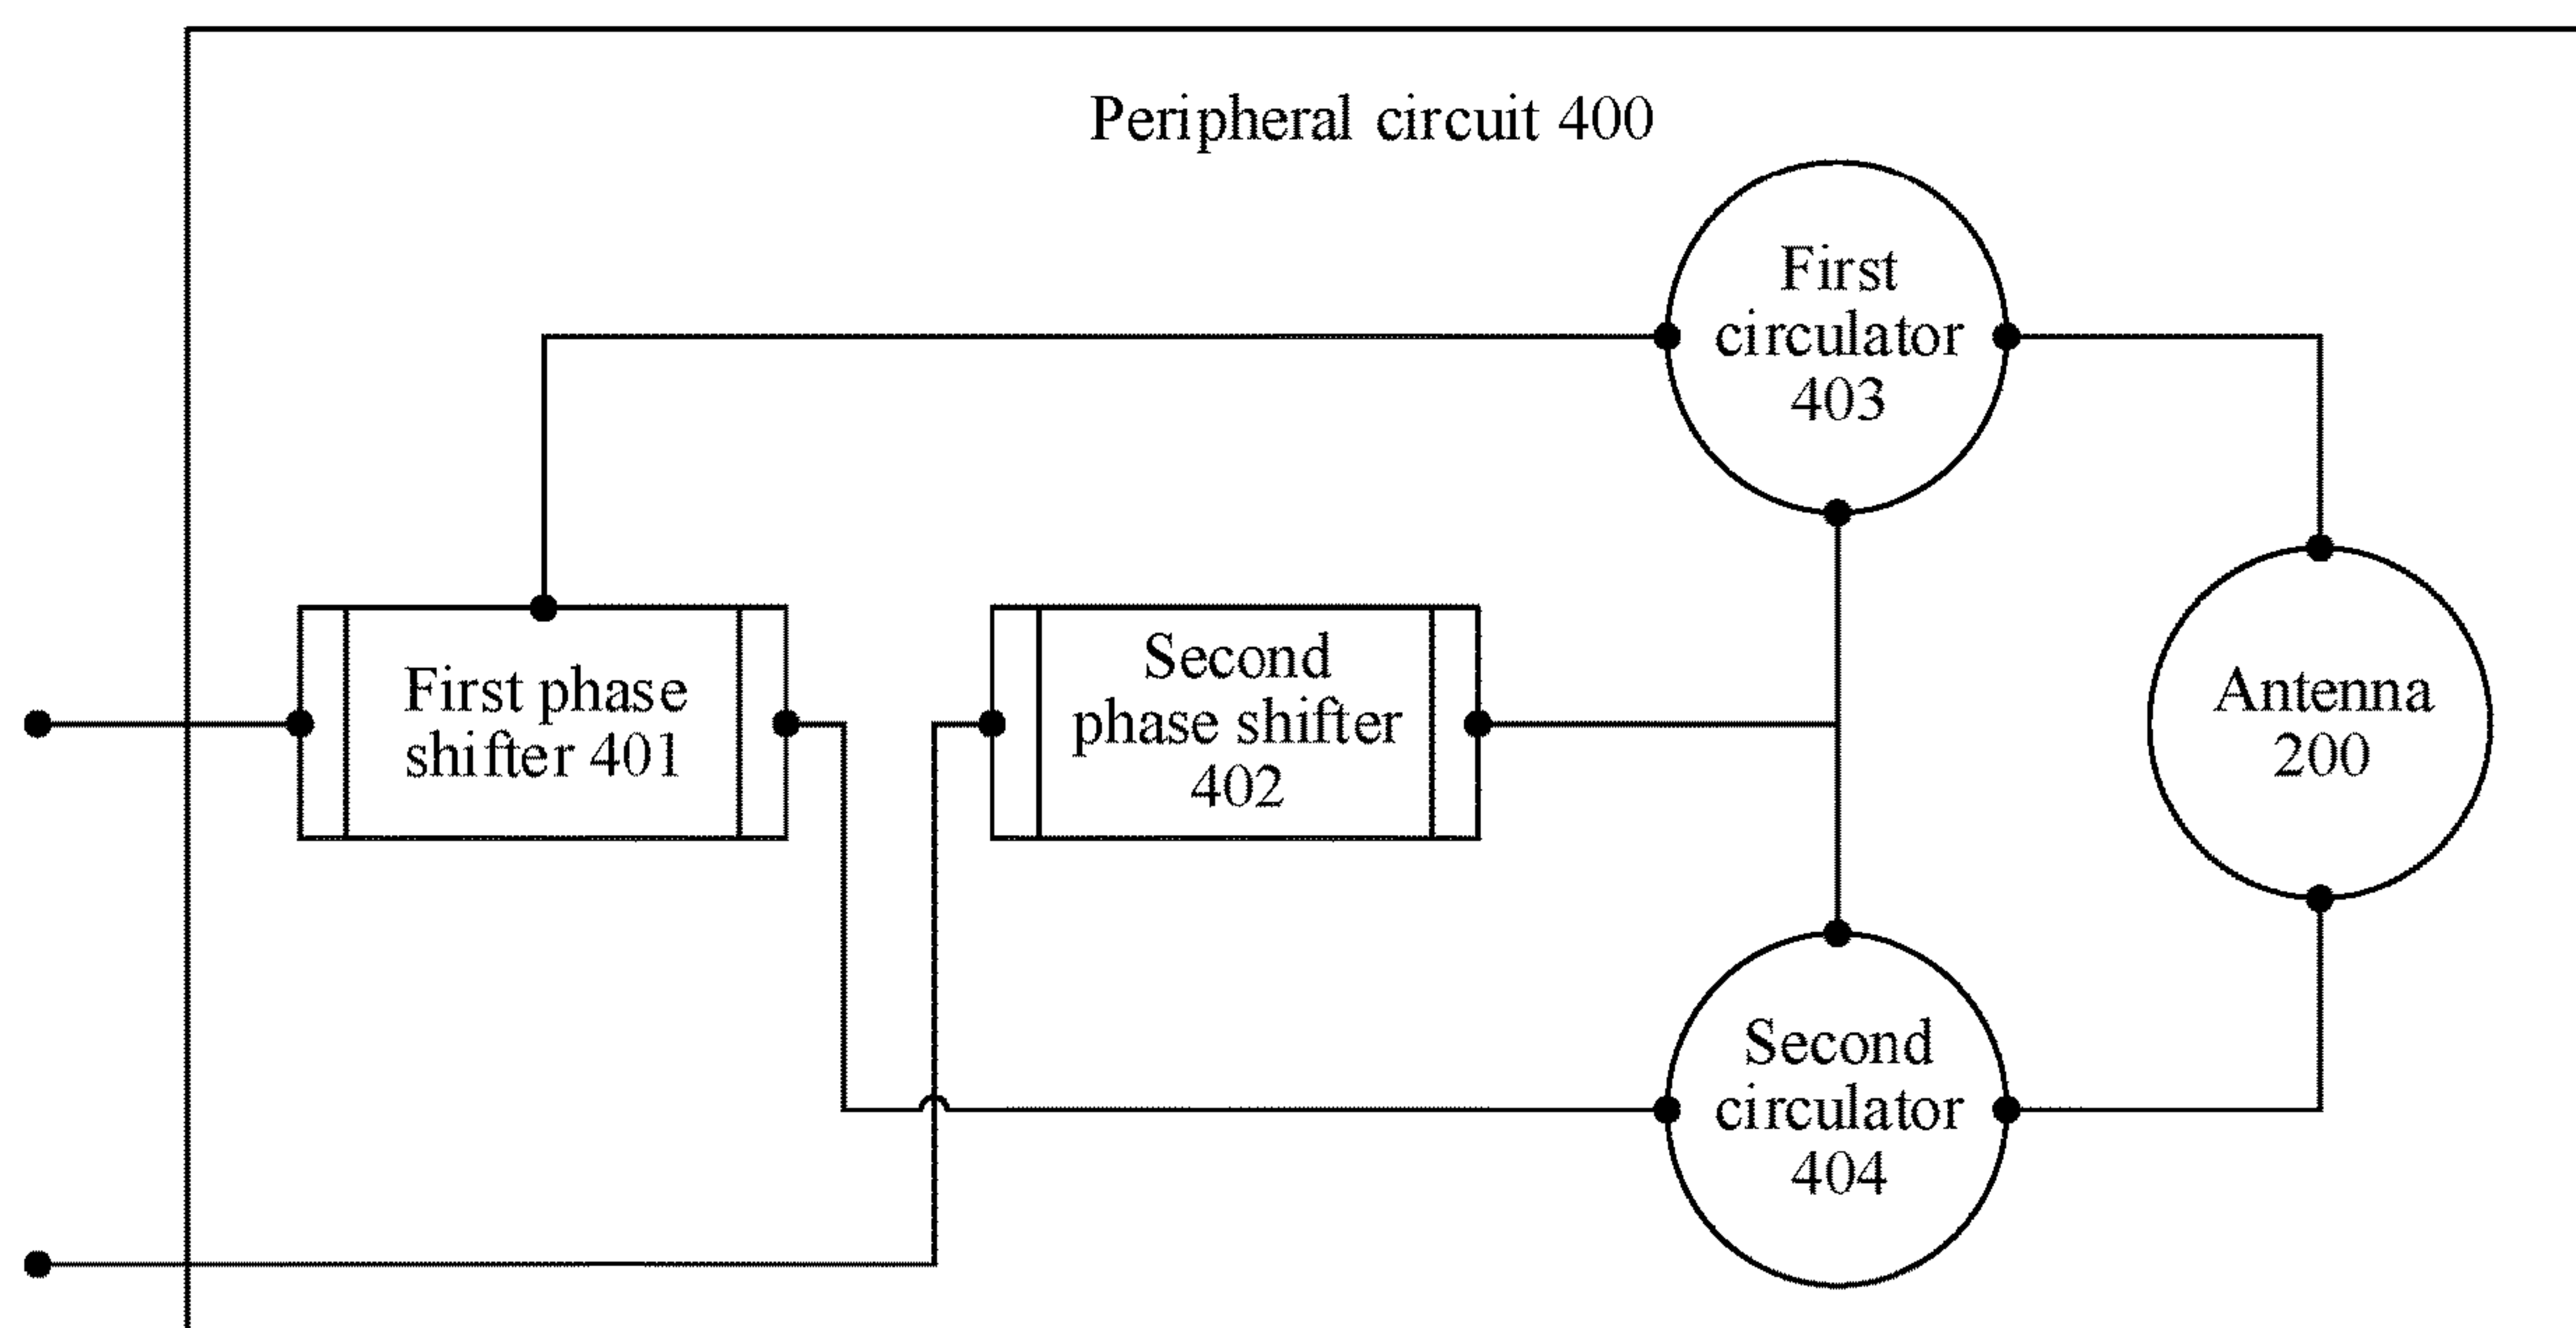 Peripheral circuit 400
First
circulator
403
First phase
shifter 401
Second
phase shifter
402
Antenna
200
Second
circulator
404